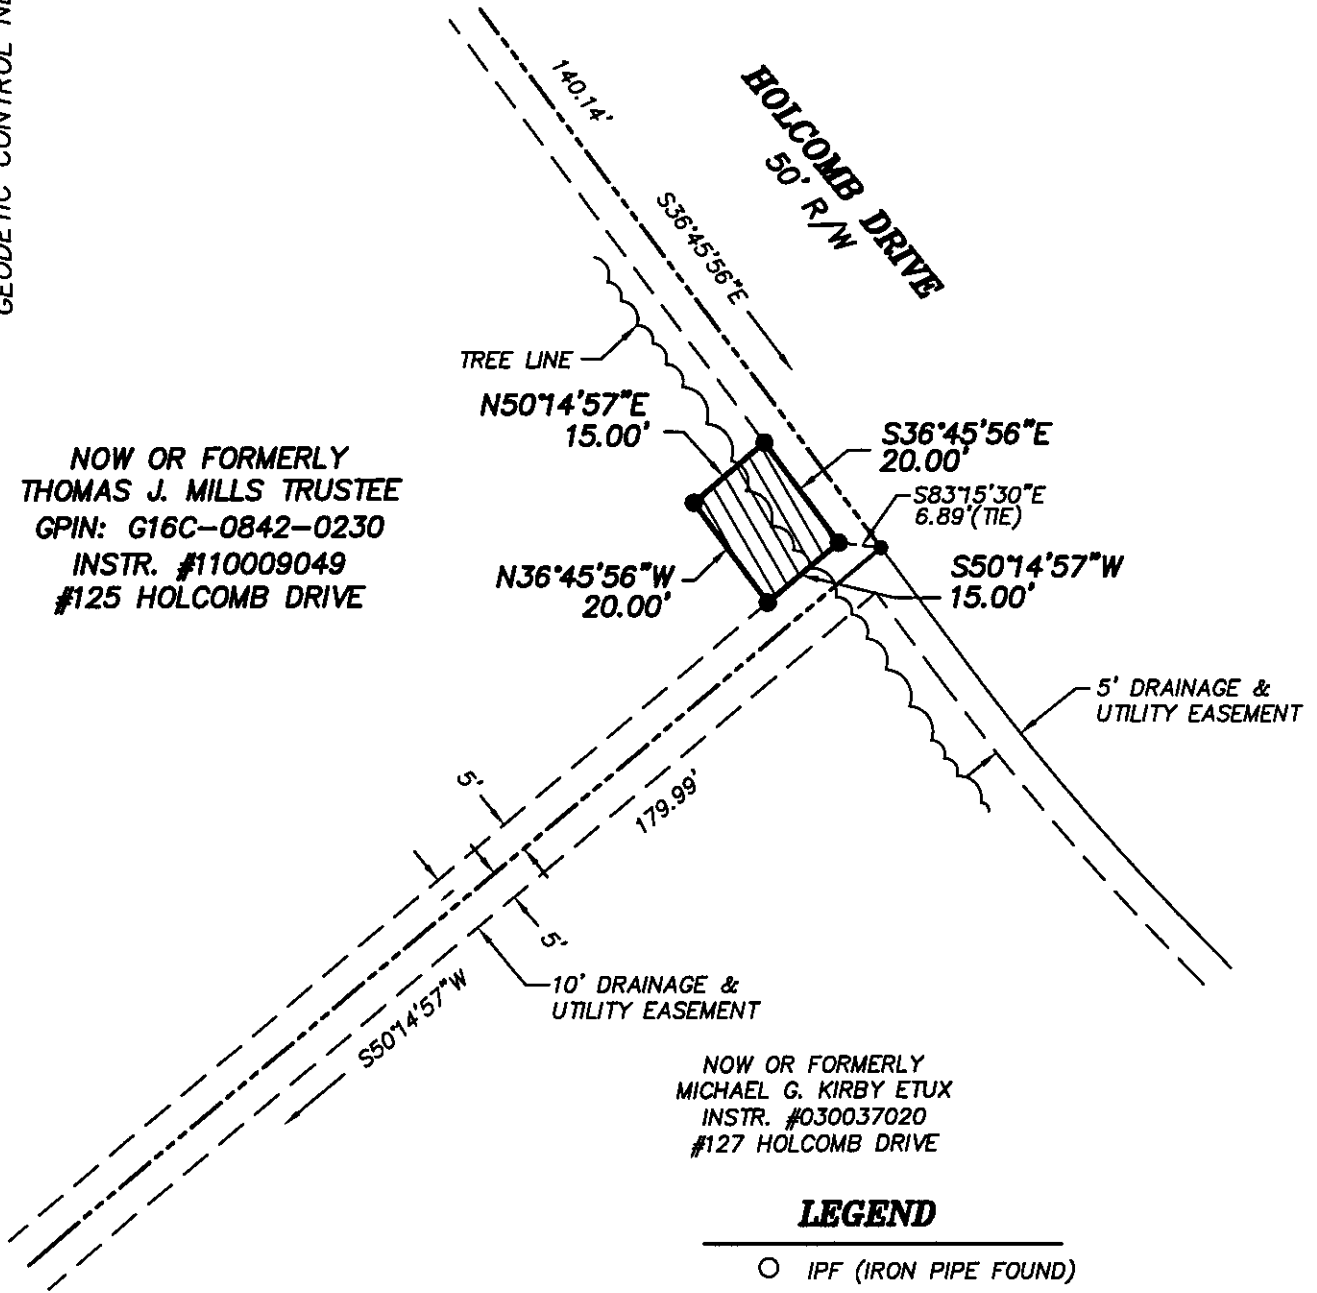 GEODETIC CONTROL
140.14'
HOLCOMB DRIVE
50' R/W
S36°45'56"E
TREE LINE
N50°14'57"E
15.00'
S36°45'56"E
20.00'
S83°15'30"E
6.89'(TIE)
NOW OR FORMERLY
THOMAS J. MILLS TRUSTEE
GPIN: G16C-0842-0230
INSTR. #110009049
#125 HOLCOMB DRIVE
N36°45'56"W
20.00'
S50°14'57"W
15.00'
5' DRAINAGE &
UTILITY EASEMENT
5'
179.99'
5'
10' DRAINAGE &
UTILITY EASEMENT
S50°14'57"W
NOW OR FORMERLY
MICHAEL G. KIRBY ETUX
INSTR. #030037020
#127 HOLCOMB DRIVE
LEGEND
IPF (IRON PIPE FOUND)